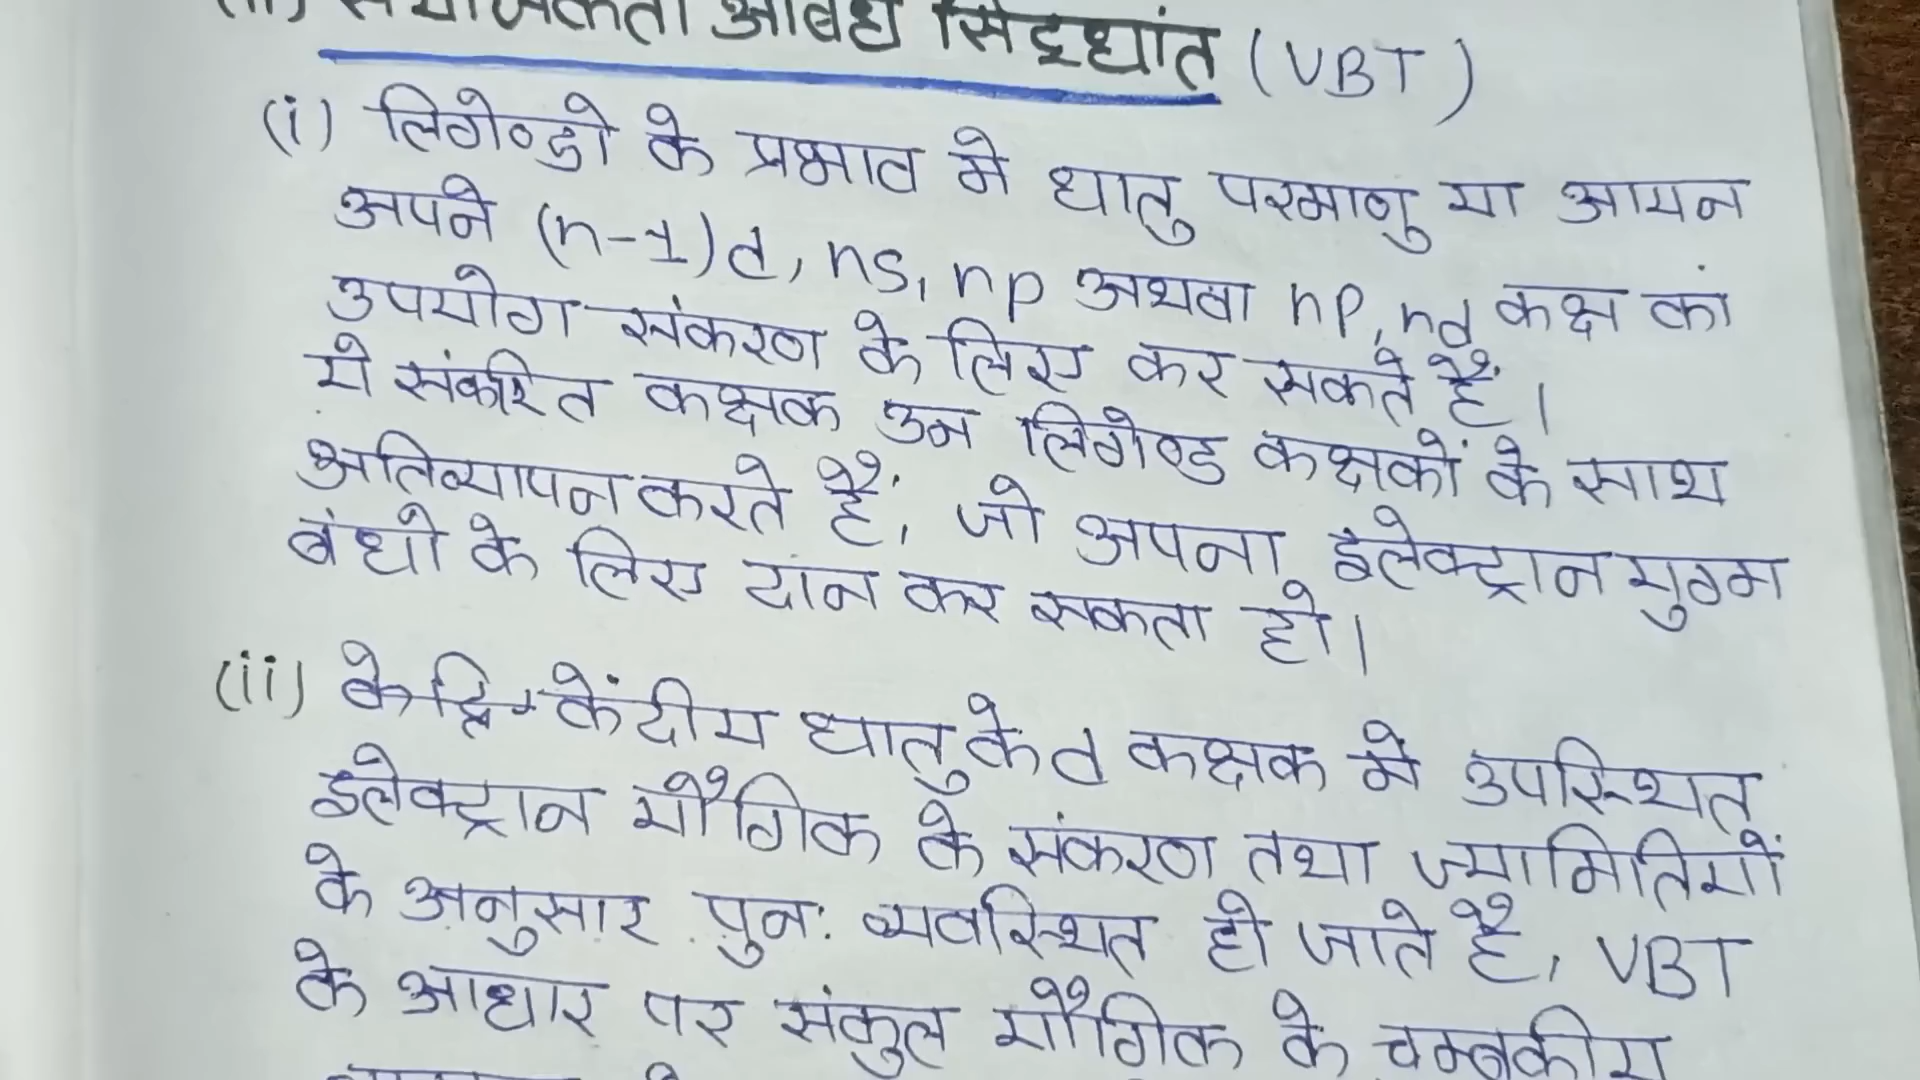 आबंध सिद्धांत (VBT)
(i) लिगेण्डो के प्रभाव मे धातु परमाणु या आयन
अपने (n-1)d, ns, np अथवा np, nd कक्ष का
उपयोग संकरण के लिए कर सकते हैं।
ये संकरित कक्षक उन लिगेण्ड कक्षकों के साथ
अतिव्यापन करते हैं, जो अपना इलेक्ट्रान युग्म
बंधो के लिए दान कर सकता हो।
(ii) केंदीय धातु के d कक्षक मे उपस्थित
इलेक्ट्रान यौगिक के संकरण तथा ज्यामितियों
के अनुसार पुन: व्यवस्थित हो जाते है, VBT
के आधार पर संकुल यौगिक के चम्बकीय